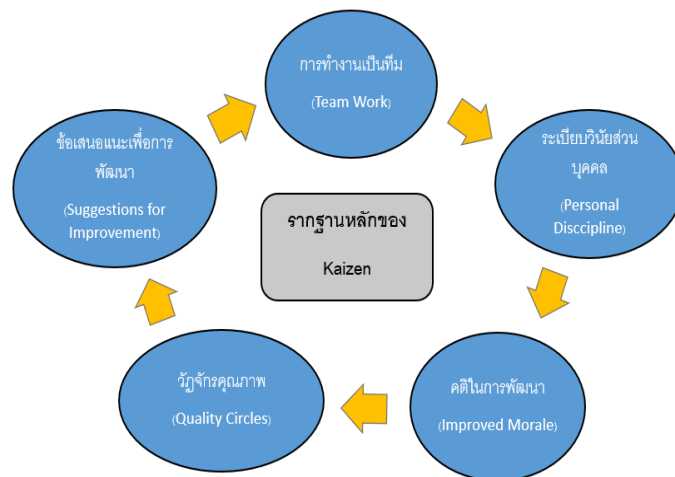 การทำงานเป็นทีม
(Team Work)
ระเบียบวินัยส่วน
บุคคล
(Personal
Disccipline)
คติในการพัฒนา
(Improved Morale)
วัฏจักรคุณภาพ
(Quality Circles)
ข้อเสนอแนะเพื่อการ
พัฒนา
(Suggestions for
Improvement)
รากฐานหลักของ
Kaizen